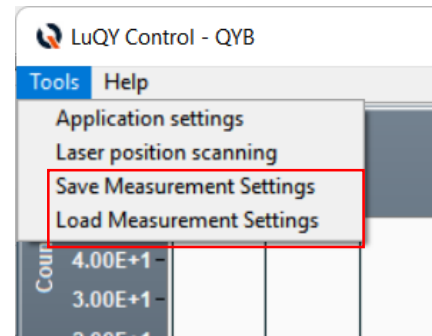 LuQY Control - QYB
Tools Help
Application settings
Laser position scanning
Save Measurement Settings
Load Measurement Settings
4.00E+1
3.00E+1